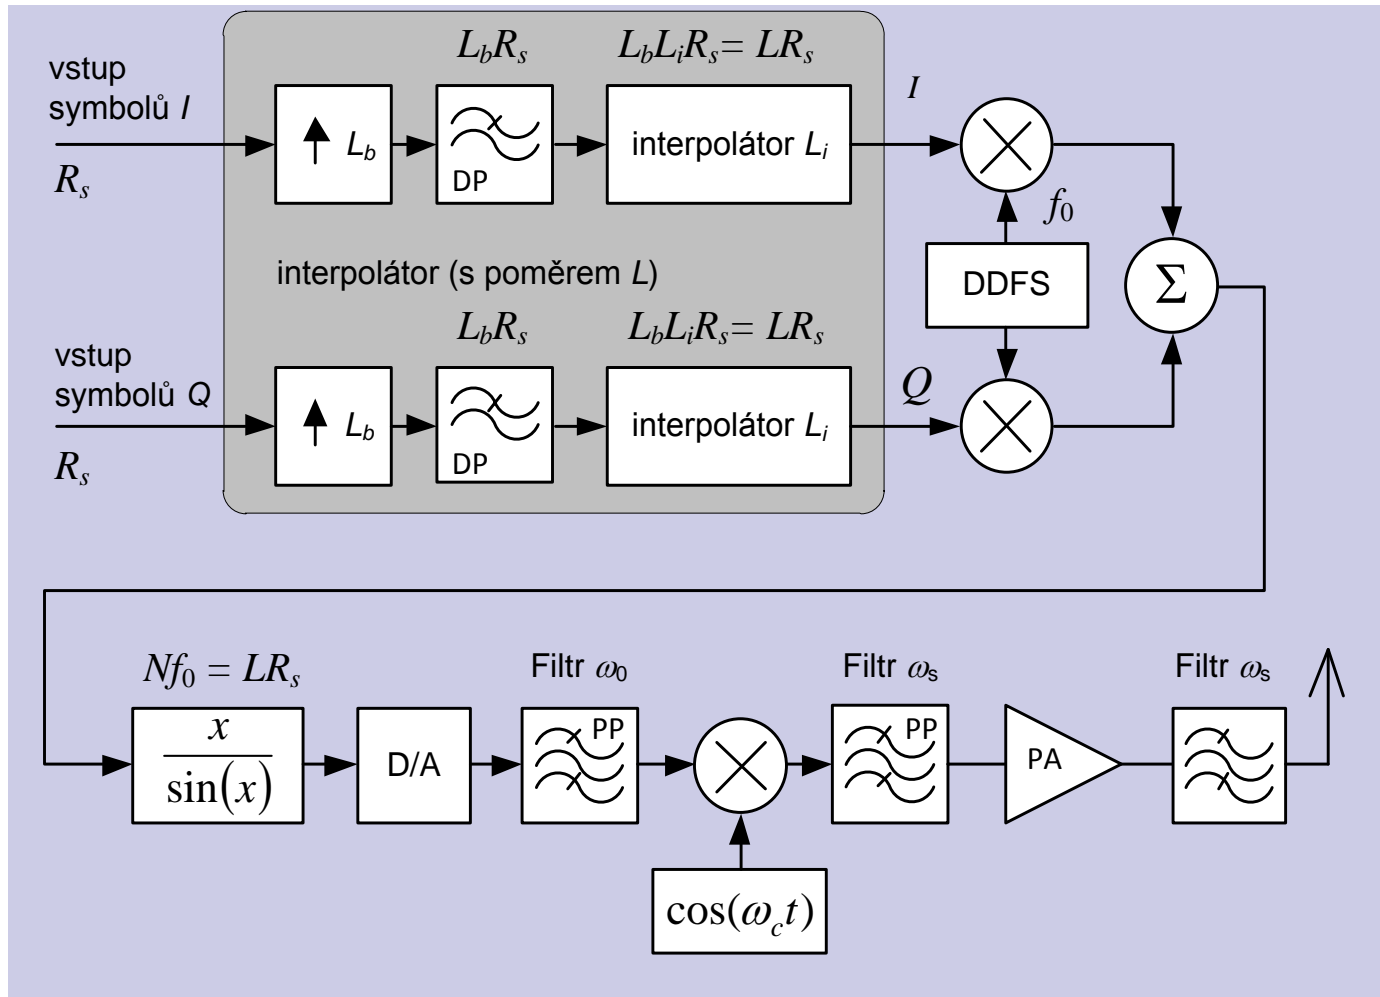 vstup
symbolů I
R_s
L_bR_s
L_bL_iR_s= LR_s
↑ L_b
DP
interpolátor L_i
I
f_0
DDFS
Σ
interpolátor (s poměrem L)
vstup
symbolů Q
R_s
L_bR_s
L_bL_iR_s= LR_s
↑ L_b
DP
interpolátor L_i
Q
Nf_0 = LR_s
x
sin(x)
D/A
Filtr ω_0
PP
cos(ω_c t)
Filtr ω_s
PP
PA
Filtr ω_s